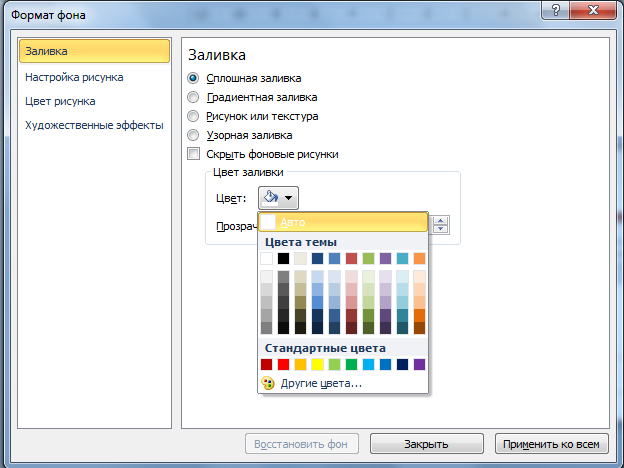 Формат фона
Заливка
Настройка рисунка
Цвет рисунка
Художественные эффекты
Заливка
Сплошная заливка
Градиентная заливка
Рисунок или текстура
Узорная заливка
Скрыть фоновые рисунки
Цвет заливки
Цвет:
Прозрач
Авто
Цвета темы
Стандартные цвета
Другие цвета...
Восстановить фон
Закрыть
Применить ко всем